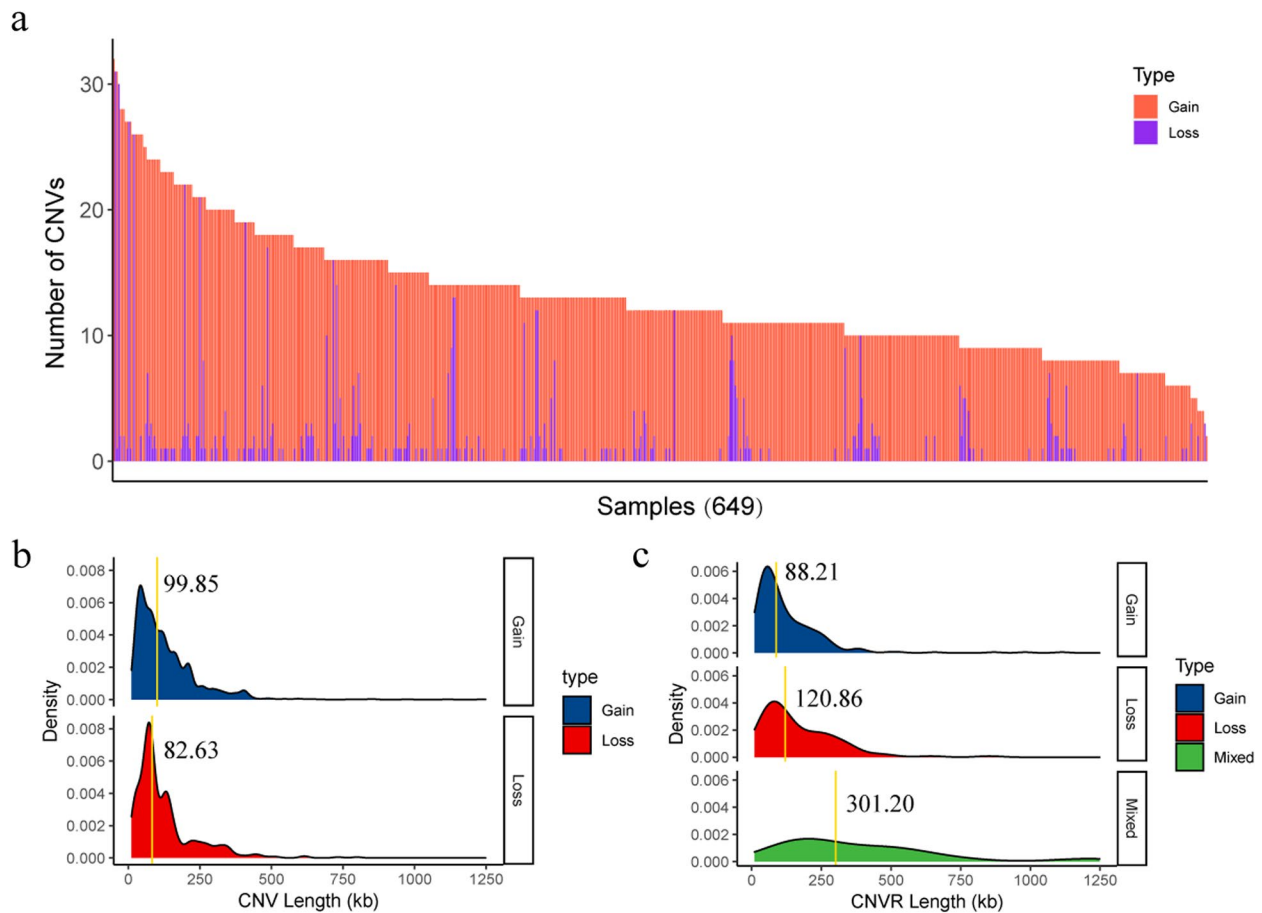 a
Number of CNVs
30
20
10
0
Samples (649)
Type
Gain
Loss
b
Density
0.008
0.006
0.004
0.002
0.000
99.85
Gain
0.008
0.006
0.004
0.002
0.000
82.63
Loss
0
250
500
750
1000
1250
CNV Length (kb)
type
Gain
Loss
c
Density
0.006
0.004
0.002
0.000
88.21
Gain
0.006
0.004
0.002
0.000
120.86
Loss
0.006
0.004
0.002
0.000
301.20
Mixed
0
250
500
750
1000
1250
CNVR Length (kb)
Type
Gain
Loss
Mixed